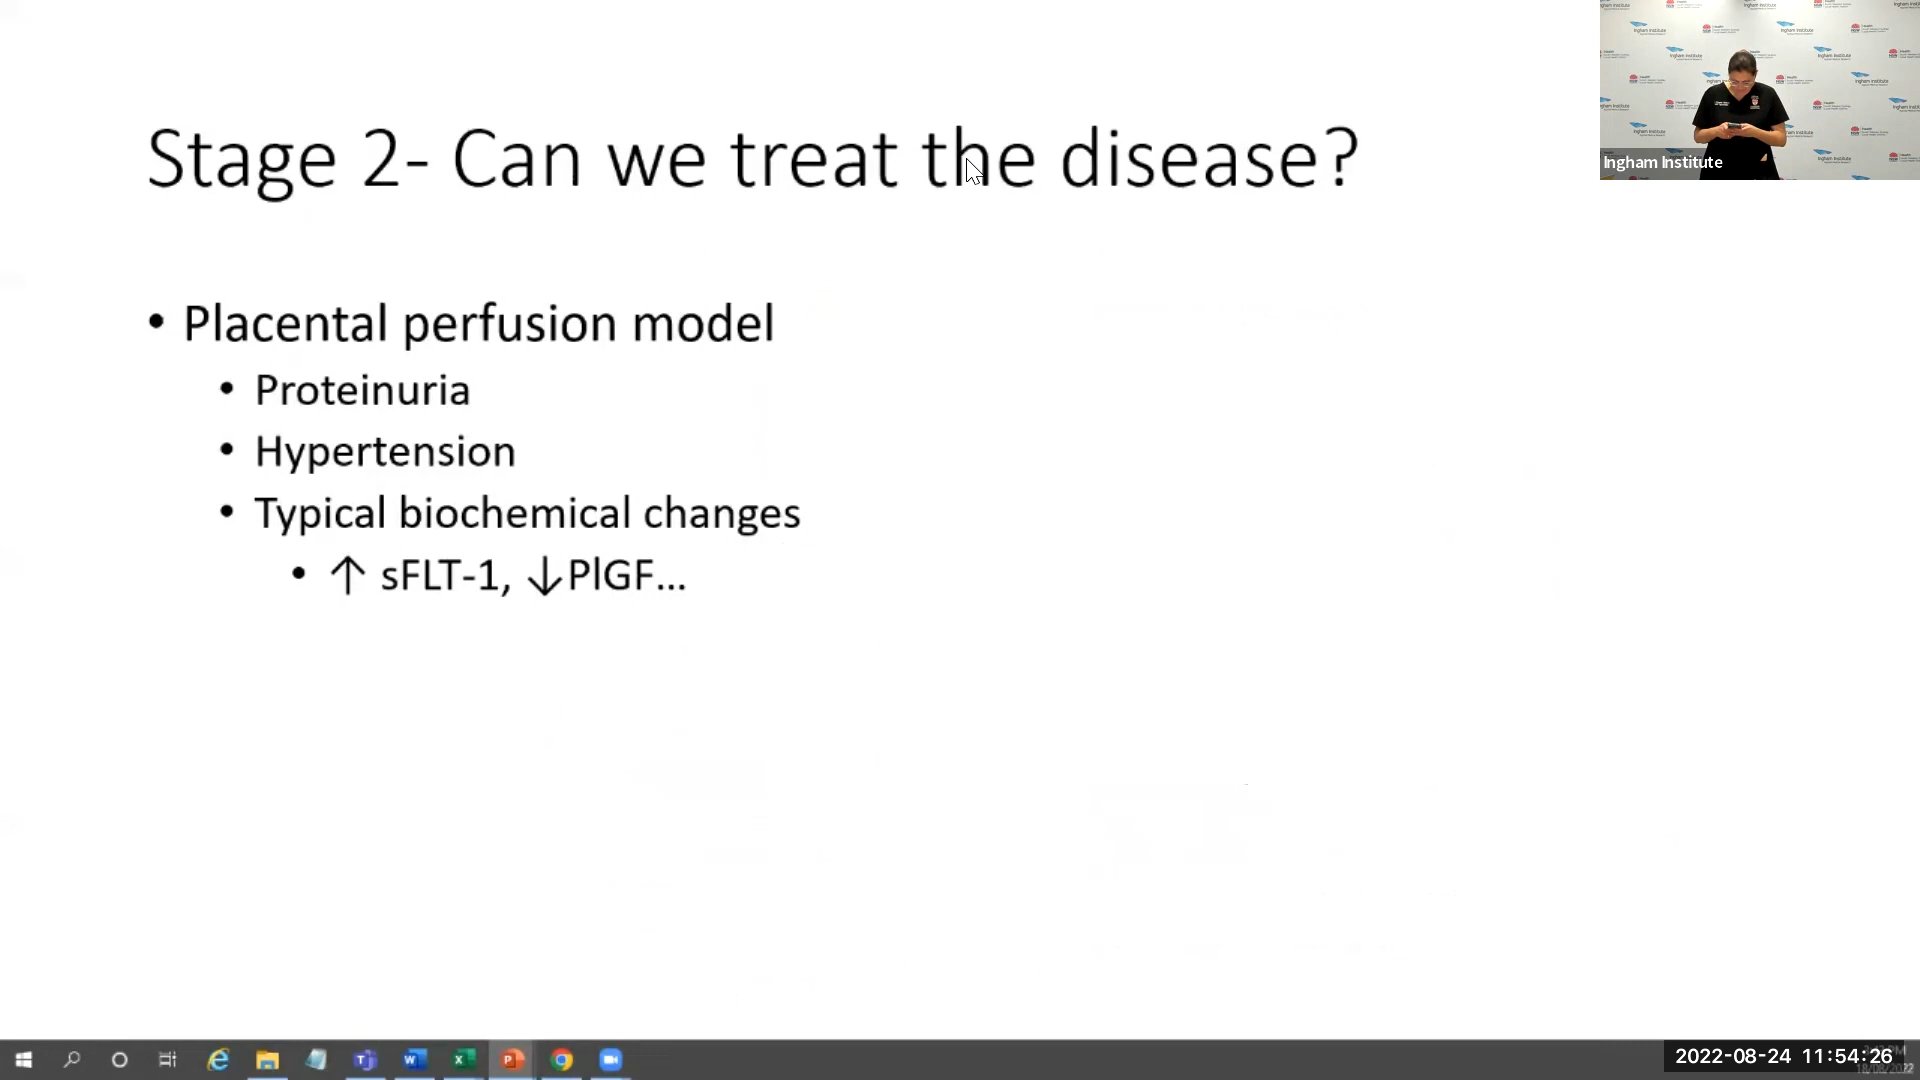 Stage 2- Can we treat the disease?
• Placental perfusion model
• Proteinuria
• Hypertension
• Typical biochemical changes
• ↑ sFLT-1, ↓PlGF...
Ingham Institute
2022-08-24 11:54:26